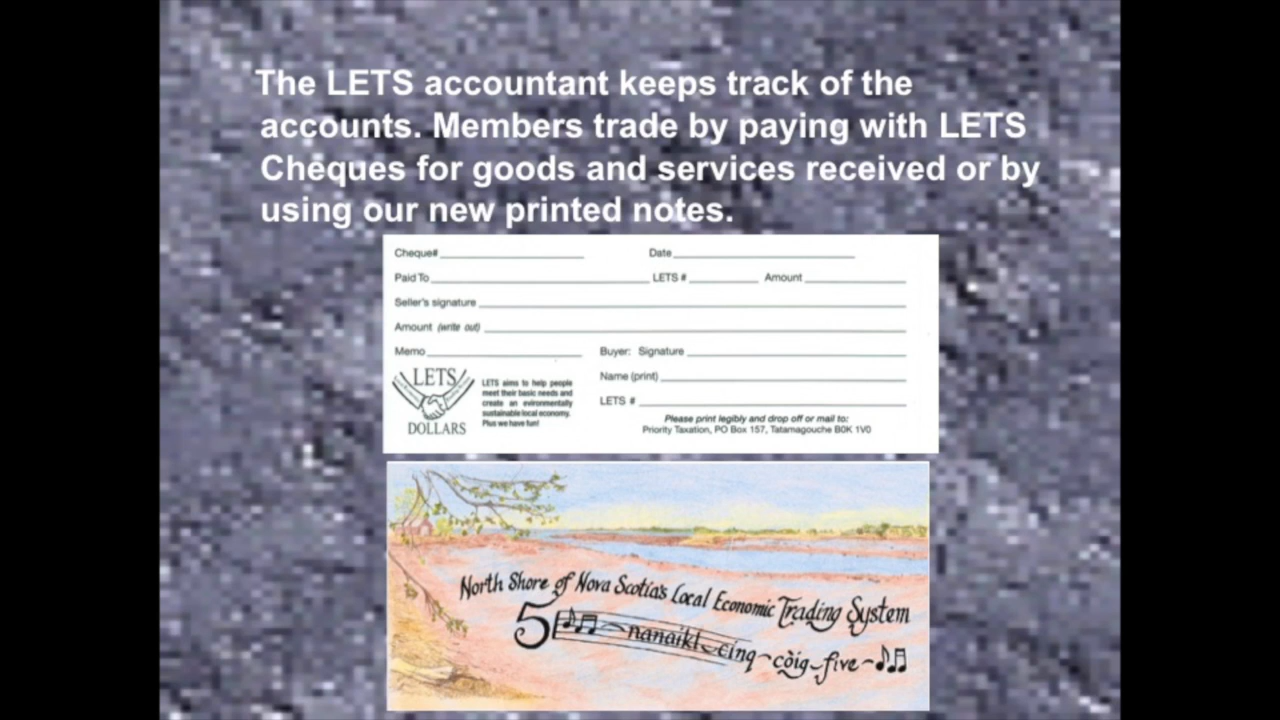 The LETS accountant keeps track of the
accounts. Members trade by paying with LETS
Cheques for goods and services received or by
using our new printed notes.
Cheque# Date
Paid To LETS # Amount
Seller's signature
Amount (write out)
Memo Buyer: Signature
Name (print)
LETS #
LETS
DOLLARS
LETS aims to help people
meet their basic needs and
create an evironmentally
sustainable local economy.
Plus we have fun!
Please print legibly and drop off or mail to:
Priority Taxation, PO Box 157, Tatamagouche B0K 1V0
North Shore of Nova Scotia's Local Economic Trading System
5 nanaikl cinq còig five